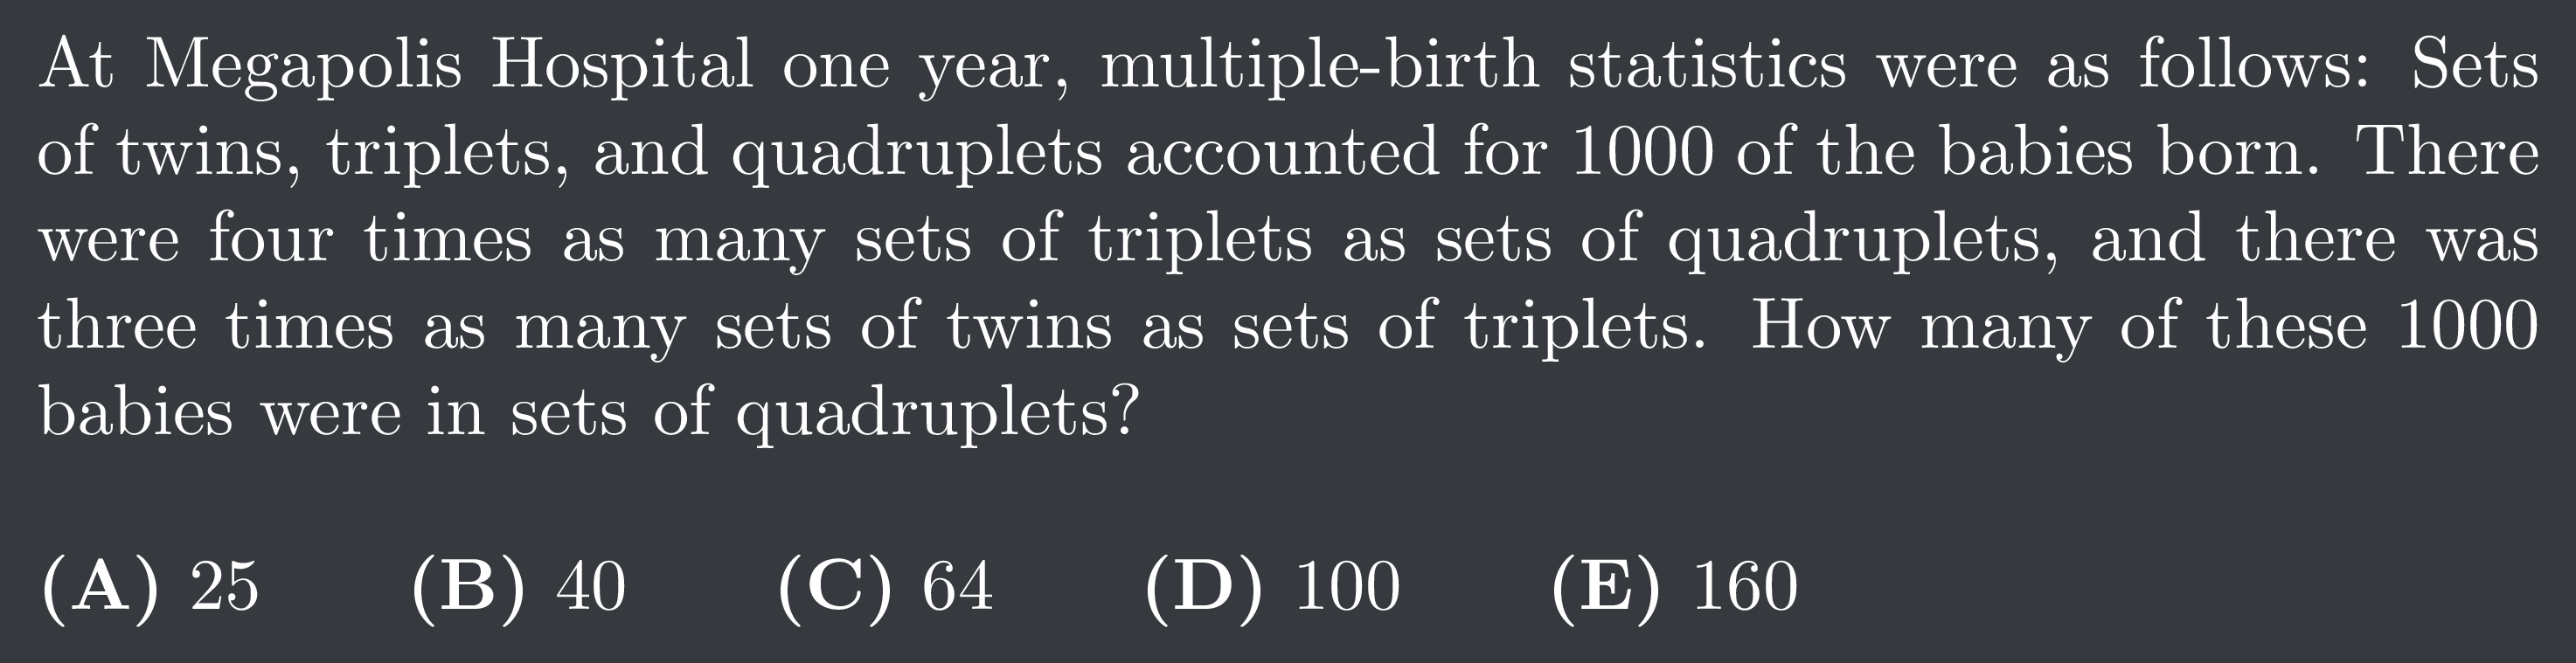 At Megapolis Hospital one year, multiple-birth statistics were as follows: Sets
of twins, triplets, and quadruplets accounted for 1000 of the babies born. There
were four times as many sets of triplets as sets of quadruplets, and there was
three times as many sets of twins as sets of triplets. How many of these 1000
babies were in sets of quadruplets?
(A) 25 (B) 40 (C) 64 (D) 100 (E) 160